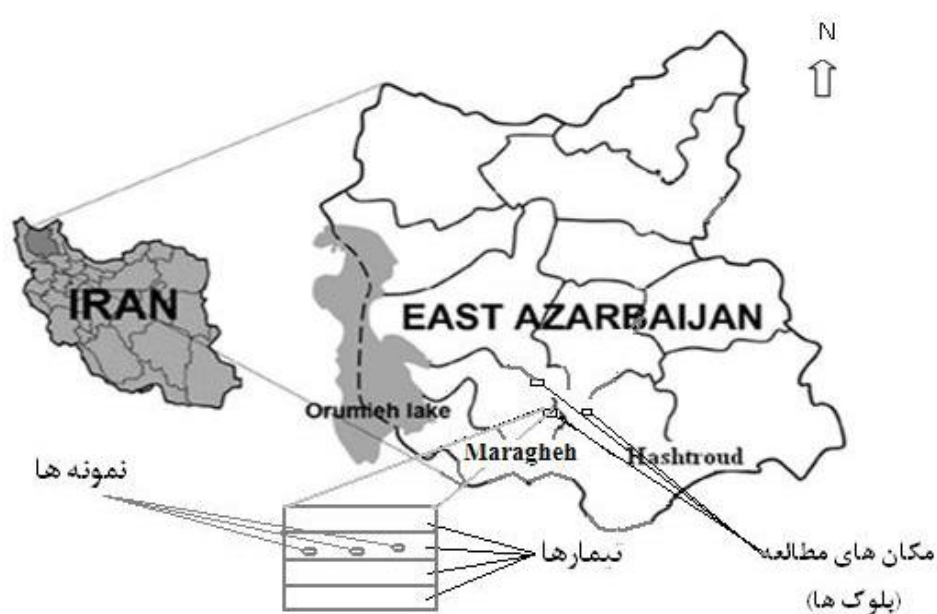 N
IRAN
EAST AZARBAIJAN
Orumieh lake
Maragheh
Hashtroud
نمونه ها
تیمارها
مکان های مطالعه
(بلوک ها)